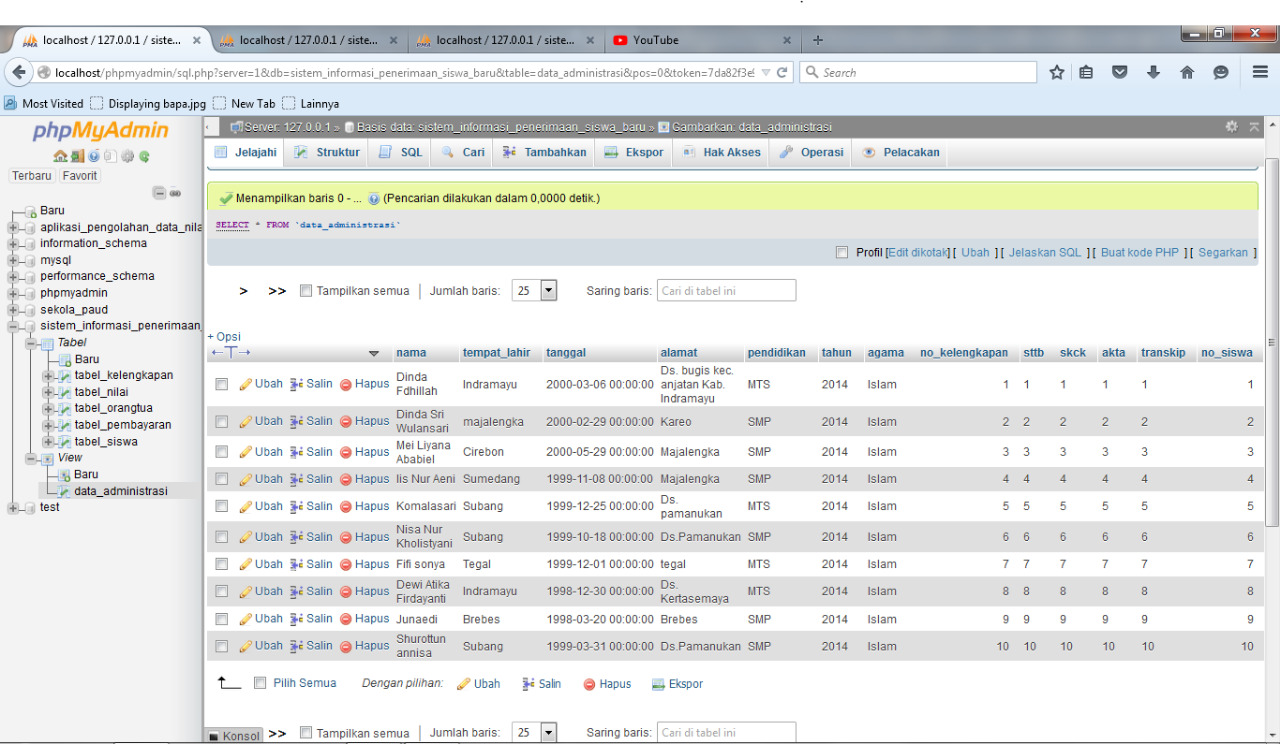 localhost / 127.0.0.1 / siste... × localhost / 127.0.0.1 / siste... × localhost / 127.0.0.1 / siste... × YouTube × +
localhost/phpmyadmin/sql.php?server=1&db=sistem_informasi_penerimaan_siswa_baru&table=data_administrasi&pos=0&token=7da82f3e Search
Most Visited Displaying bapa.jpg New Tab Lainnya
phpMyAdmin
Terbaru Favorit
Baru
aplikasi_pengolahan_data_nila
information_schema
mysql
performance_schema
phpmyadmin
sekola_paud
sistem_informasi_penerimaan_
Tabel
Baru
tabel_kelengkapan
tabel_nilai
tabel_orangtua
tabel_pembayaran
tabel_siswa
View
Baru
data_administrasi
test
Server: 127.0.0.1 » Basis data: sistem_informasi_penerimaan_siswa_baru » Gambarkan: data_administrasi
Jelajahi Struktur SQL Cari Tambahkan Ekspor Hak Akses Operasi Pelacakan
Menampilkan baris 0 - ... (Pencarian dilakukan dalam 0,0000 detik.)
SELECT * FROM `data_administrasi`
Profil [Edit dikotak] [ Ubah ] [ Jelaskan SQL ] [ Buat kode PHP ] [ Segarkan ]
> >> Tampilkan semua | Jumlah baris: 25 Saring baris: Cari di tabel ini
+ Opsi
←T→ nama tempat_lahir tanggal alamat pendidikan tahun agama no_kelengkapan sttb skck akta transkip no_siswa
Ubah Salin Hapus Dinda Fdhillah Indramayu 2000-03-06 00:00:00 Ds. bugis kec. anjatan Kab. Indramayu MTS 2014 Islam 1 1 1 1 1 1
Ubah Salin Hapus Dinda Sri Wulansari majalengka 2000-02-29 00:00:00 Kareo SMP 2014 Islam 2 2 2 2 2 2
Ubah Salin Hapus Mei Liyana Ababiel Cirebon 2000-05-29 00:00:00 Majalengka SMP 2014 Islam 3 3 3 3 3 3
Ubah Salin Hapus Iis Nur Aeni Sumedang 1999-11-08 00:00:00 Majalengka SMP 2014 Islam 4 4 4 4 4 4
Ubah Salin Hapus Komalasari Subang 1999-12-25 00:00:00 Ds. pamanukan MTS 2014 Islam 5 5 5 5 5 5
Ubah Salin Hapus Nisa Nur Kholistyani Subang 1999-10-18 00:00:00 Ds.Pamanukan SMP 2014 Islam 6 6 6 6 6 6
Ubah Salin Hapus Fifi sonya Tegal 1999-12-01 00:00:00 tegal MTS 2014 Islam 7 7 7 7 7 7
Ubah Salin Hapus Dewi Atika Firdayanti Indramayu 1998-12-30 00:00:00 Ds. Kertasemaya MTS 2014 Islam 8 8 8 8 8 8
Ubah Salin Hapus Junaedi Brebes 1998-03-20 00:00:00 Brebes SMP 2014 Islam 9 9 9 9 9 9
Ubah Salin Hapus Shurottun annisa Subang 1999-03-31 00:00:00 Ds.Pamanukan SMP 2014 Islam 10 10 10 10 10 10
Pilih Semua Dengan pilihan: Ubah Salin Hapus Ekspor
Konsol >> Tampilkan semua | Jumlah baris: 25 Saring baris: Cari di tabel ini